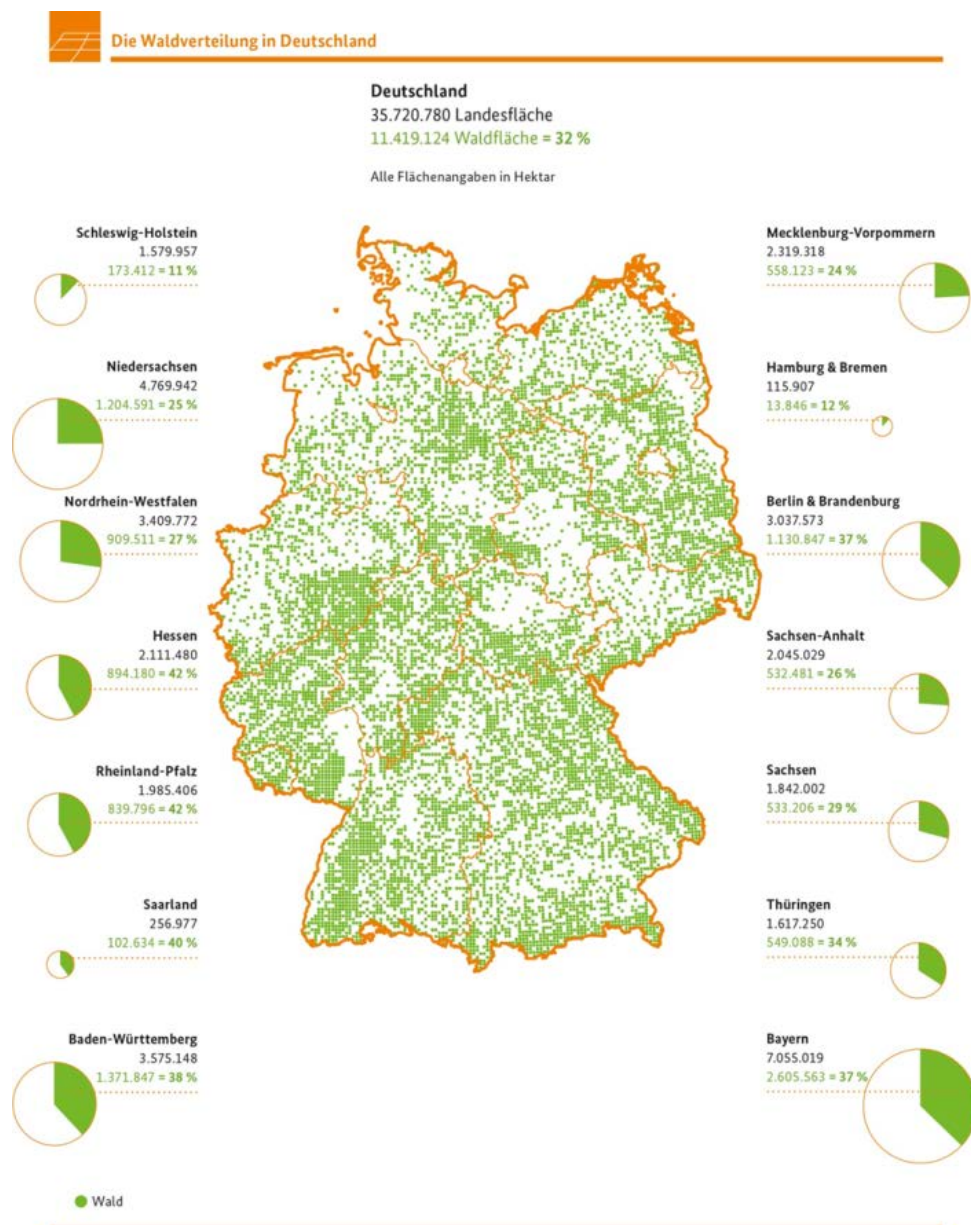 Die Waldverteilung in Deutschland
Deutschland
35.720.780 Landesfläche
11.419.124 Waldfläche = 32 %
Alle Flächenangaben in Hektar
Schleswig-Holstein
1.579.957
173.412 = 11 %
Niedersachsen
4.769.942
1.204.591 = 25 %
Nordrhein-Westfalen
3.409.772
909.511 = 27 %
Hessen
2.111.480
894.180 = 42 %
Rheinland-Pfalz
1.985.406
839.796 = 42 %
Saarland
256.977
102.634 = 40 %
Baden-Württemberg
3.575.148
1.371.847 = 38 %
Mecklenburg-Vorpommern
2.319.318
558.123 = 24 %
Hamburg & Bremen
115.907
13.846 = 12 %
Berlin & Brandenburg
3.037.573
1.130.847 = 37 %
Sachsen-Anhalt
2.045.029
532.481 = 26 %
Sachsen
1.842.002
533.206 = 29 %
Thüringen
1.617.250
549.088 = 34 %
Bayern
7.055.019
2.605.563 = 37 %
Wald